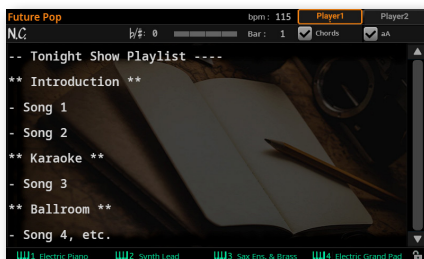 Future Pop bpm: 115 Player1 Player2
N.C. ♭/♯: 0 Bar: 1 Chords aA
-- Tonight Show Playlist ----
** Introduction **
- Song 1
- Song 2
** Karaoke **
- Song 3
** Ballroom **
- Song 4, etc.
1 Electric Piano 2 Synth Lead 3 Sax Ens. & Brass 4 Electric Grand Pad